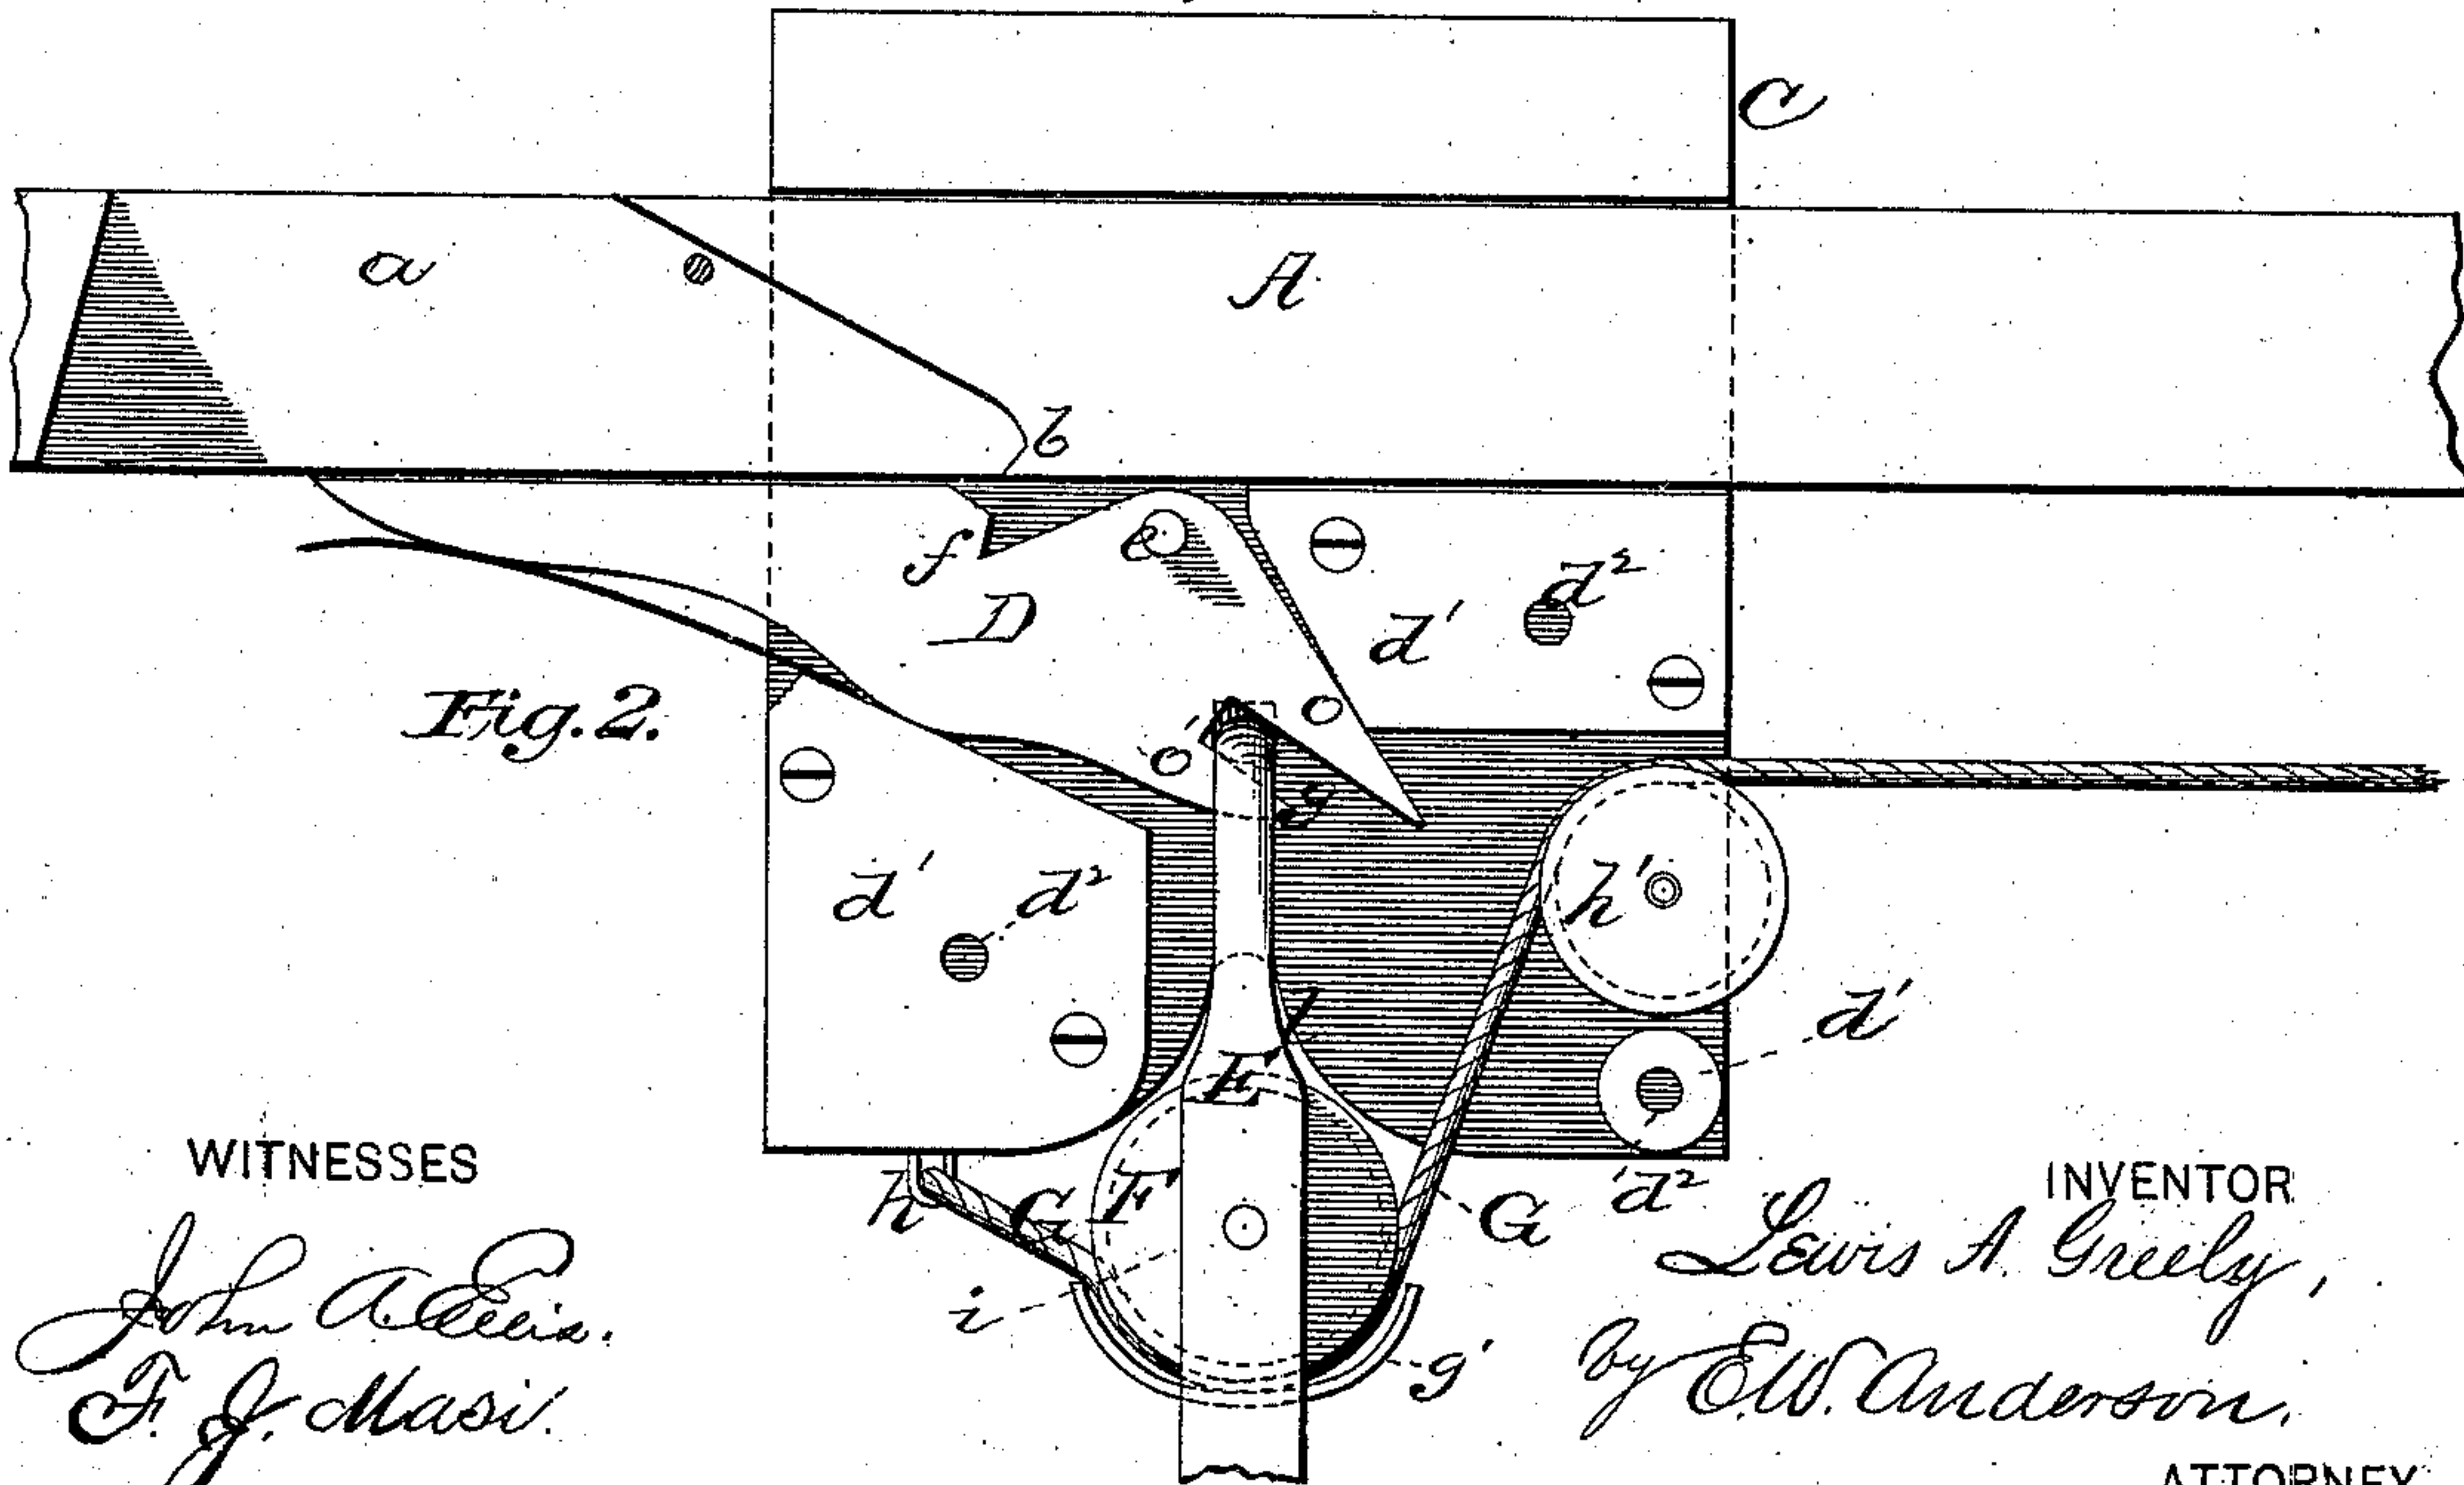 C
a
A
b
f
e
D
d'
d²
Fig. 2.
o
o'
g
d'
d²
h'
d'
E
WITNESSES
INVENTOR
h
G
F
G
d²
John A. Ellis.
Lewis A. Greely,
i
g'
by E. W. Anderson.
F. J. Masi.
ATTORNEY